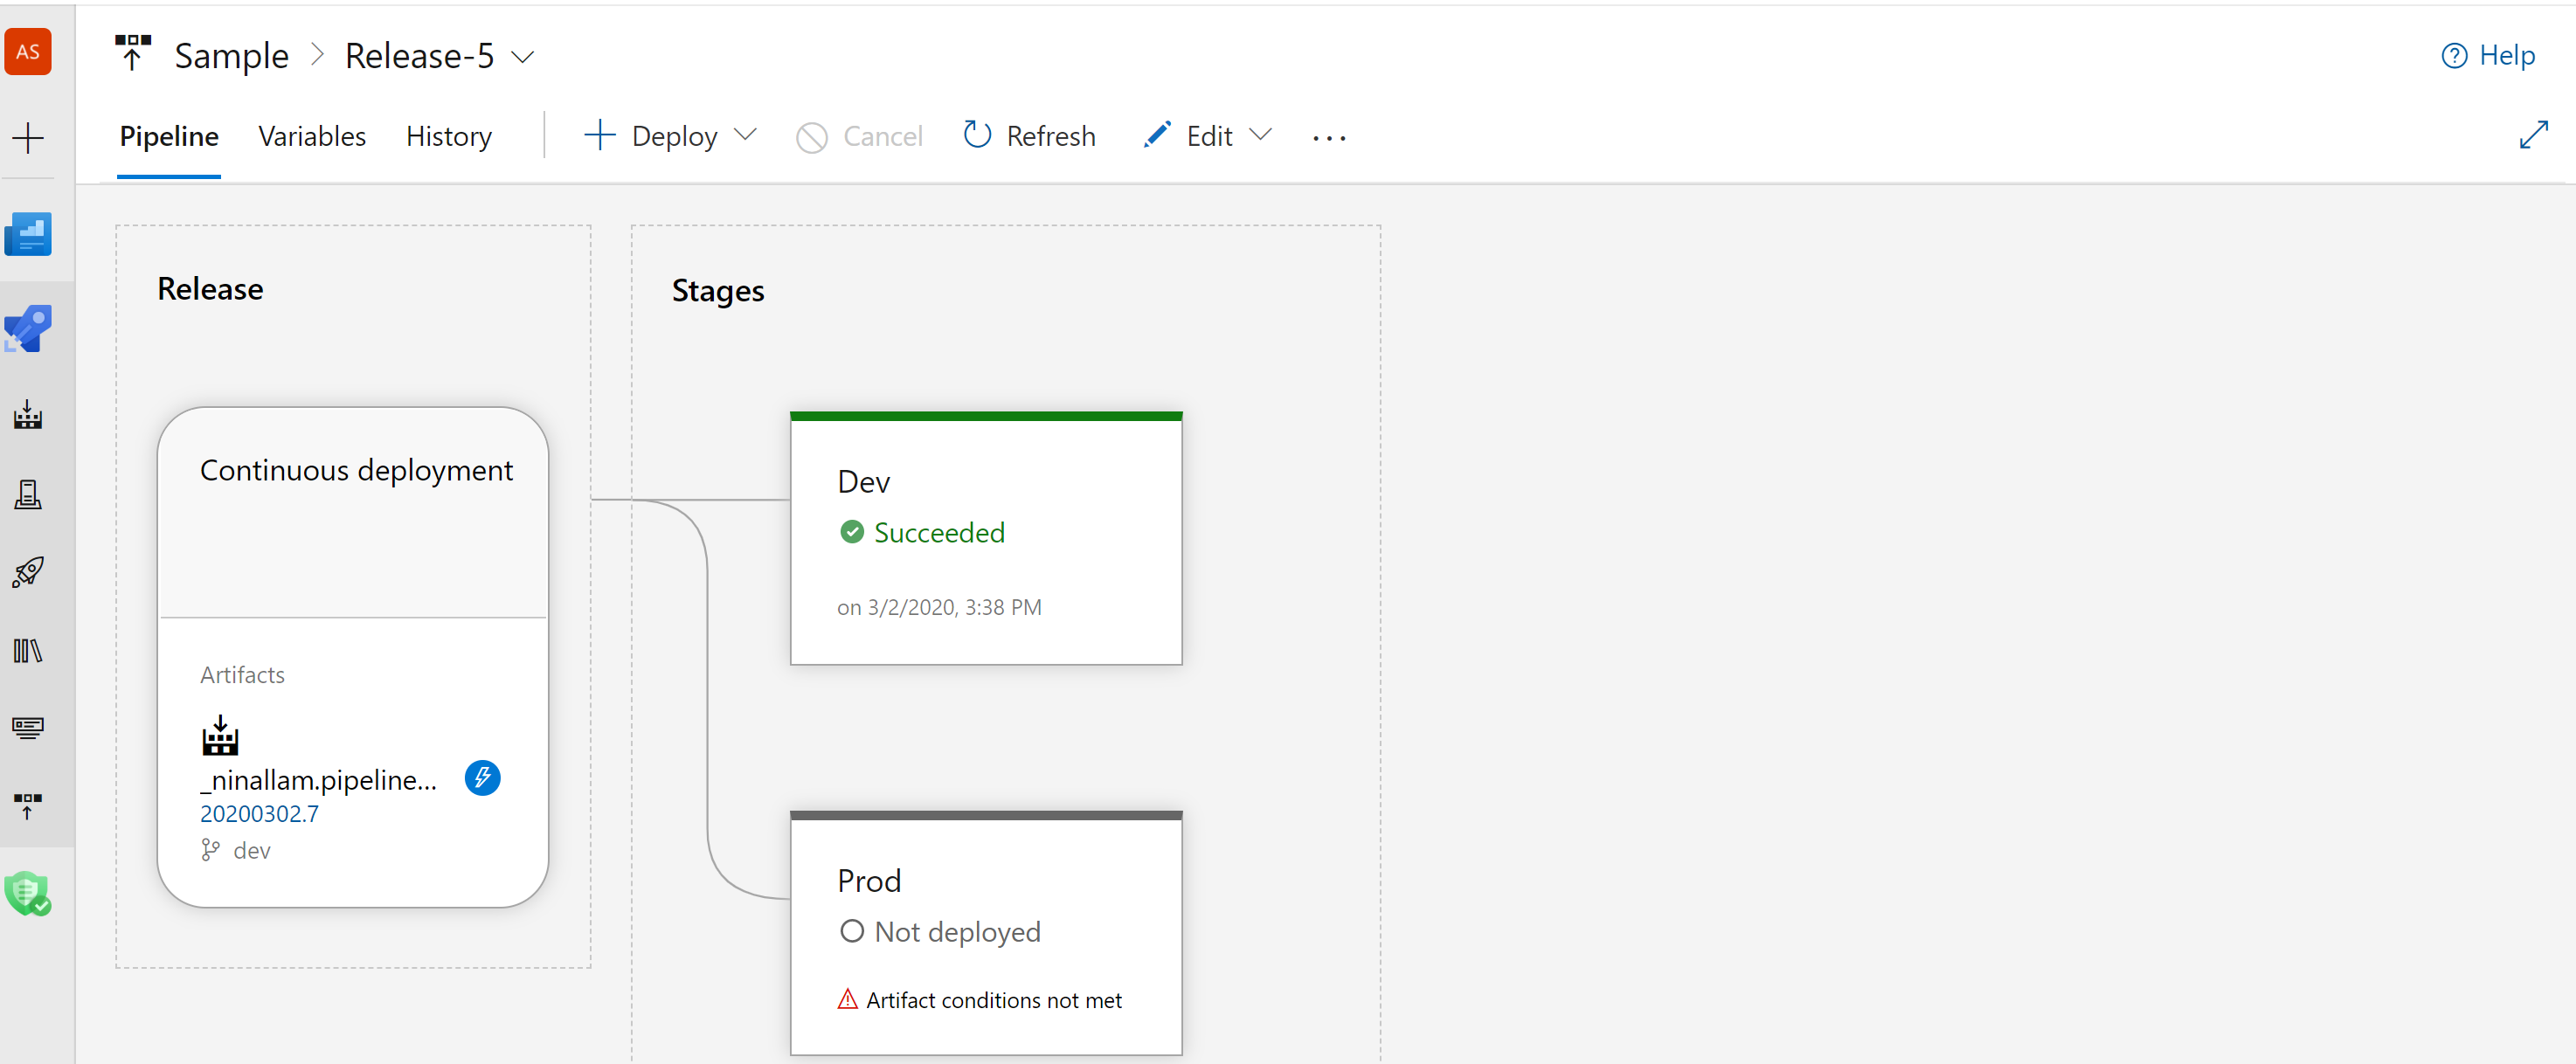 AS
Sample
Release-5
Help
Pipeline
Variables
History
Deploy
Cancel
Refresh
Edit
Release
Stages
Continuous deployment
Artifacts
_ninallam.pipeline...
20200302.7
dev
Dev
Succeeded
on 3/2/2020, 3:38 PM
Prod
Not deployed
Artifact conditions not met